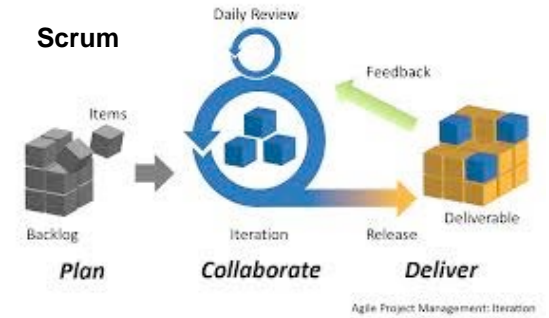 Daily Review
Scrum
Feedback
Items
Backlog
Iteration
Release
Deliverable
Plan
Collaborate
Deliver
Agile Project Management: Iteration